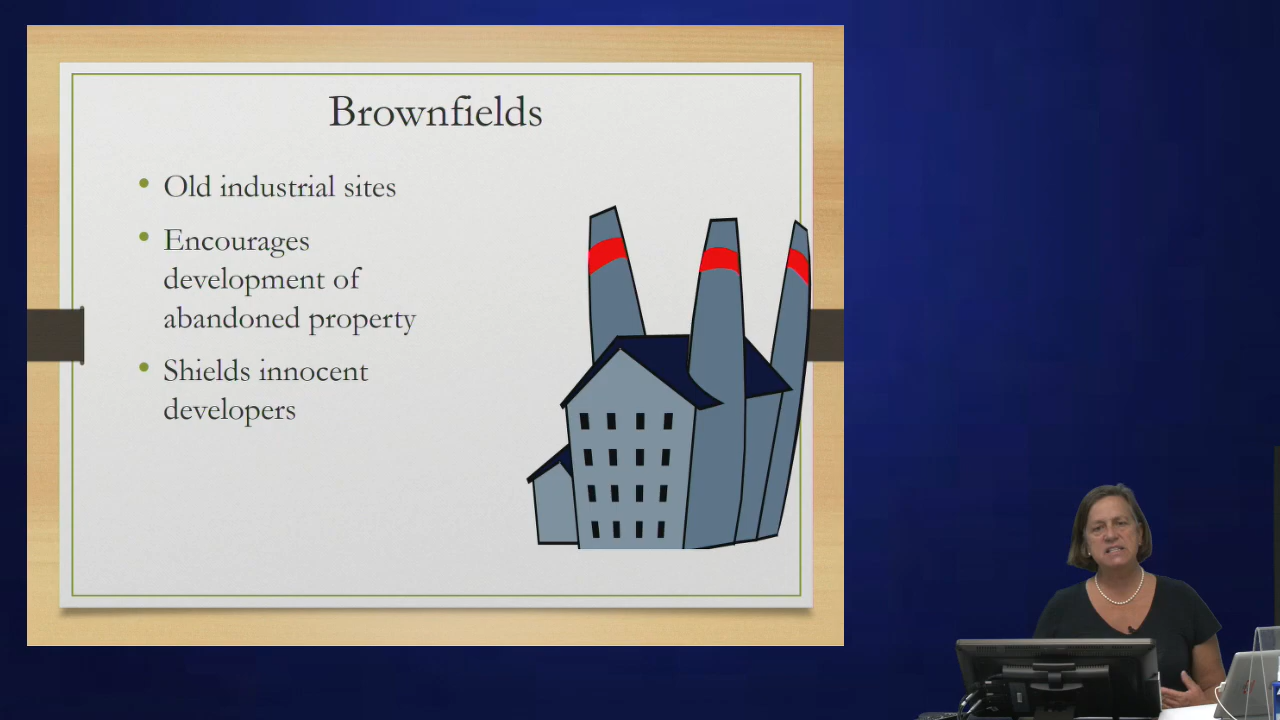 Brownfields
• Old industrial sites
• Encourages
development of
abandoned property
• Shields innocent
developers